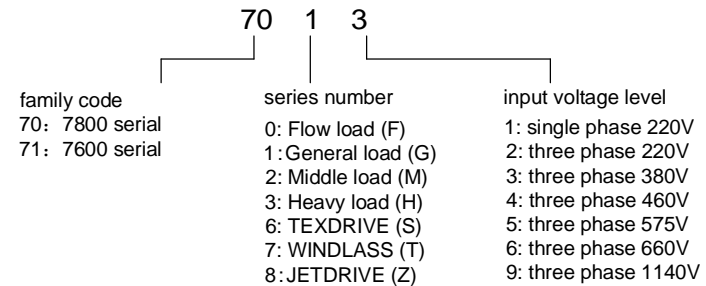 70 1 3
family code
70：7800 serial
71：7600 serial
series number
0: Flow load (F)
1:General load (G)
2: Middle load (M)
3: Heavy load (H)
6: TEXDRIVE (S)
7: WINDLASS (T)
8:JETDRIVE (Z)
input voltage level
1: single phase 220V
2: three phase 220V
3: three phase 380V
4: three phase 460V
5: three phase 575V
6: three phase 660V
9: three phase 1140V